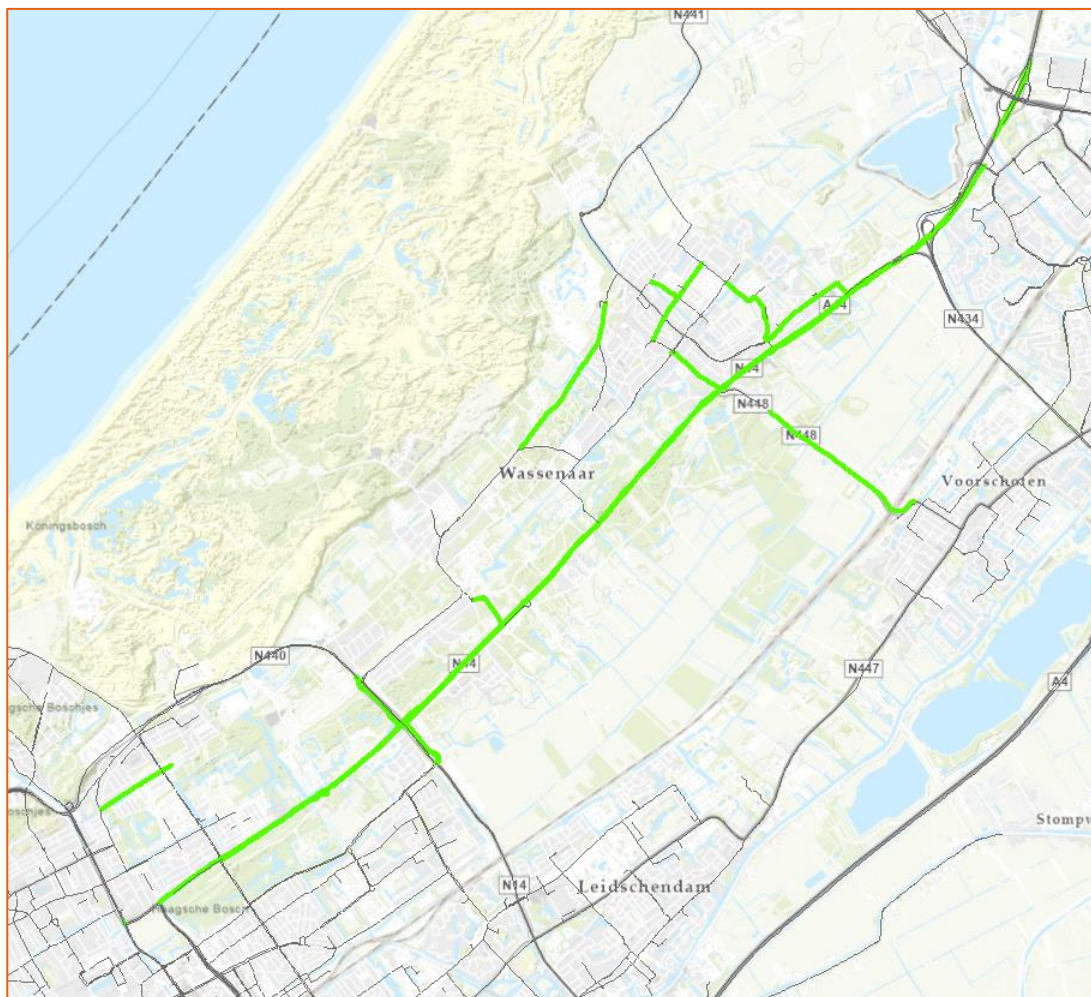 N441
N434
A44
N44
N448
N448
Wassenaar
Voorschoten
Koningsbosch
N440
N44
N447
A4
Stompw
N14
Leidschendam
Haagsche Bosch